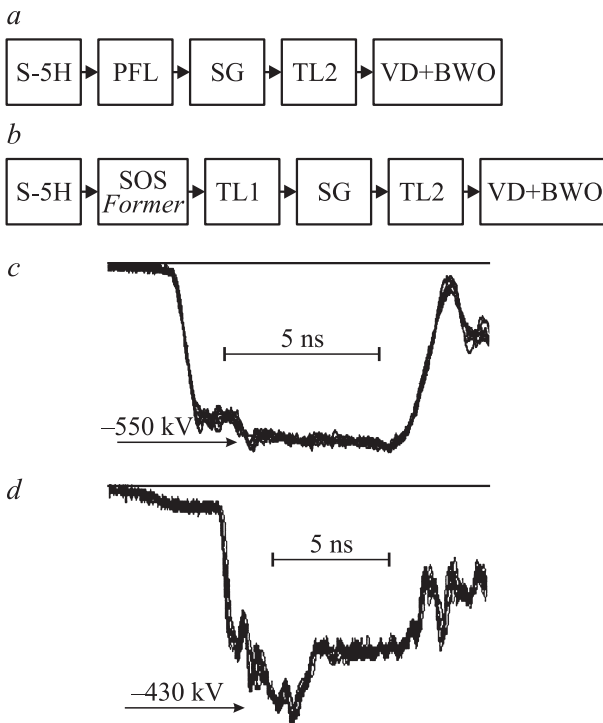 a
S-5H PFL SG TL2 VD+BWO
b
S-5H SOS Former TL1 SG TL2 VD+BWO
c
5 ns
–550 kV
d
5 ns
–430 kV